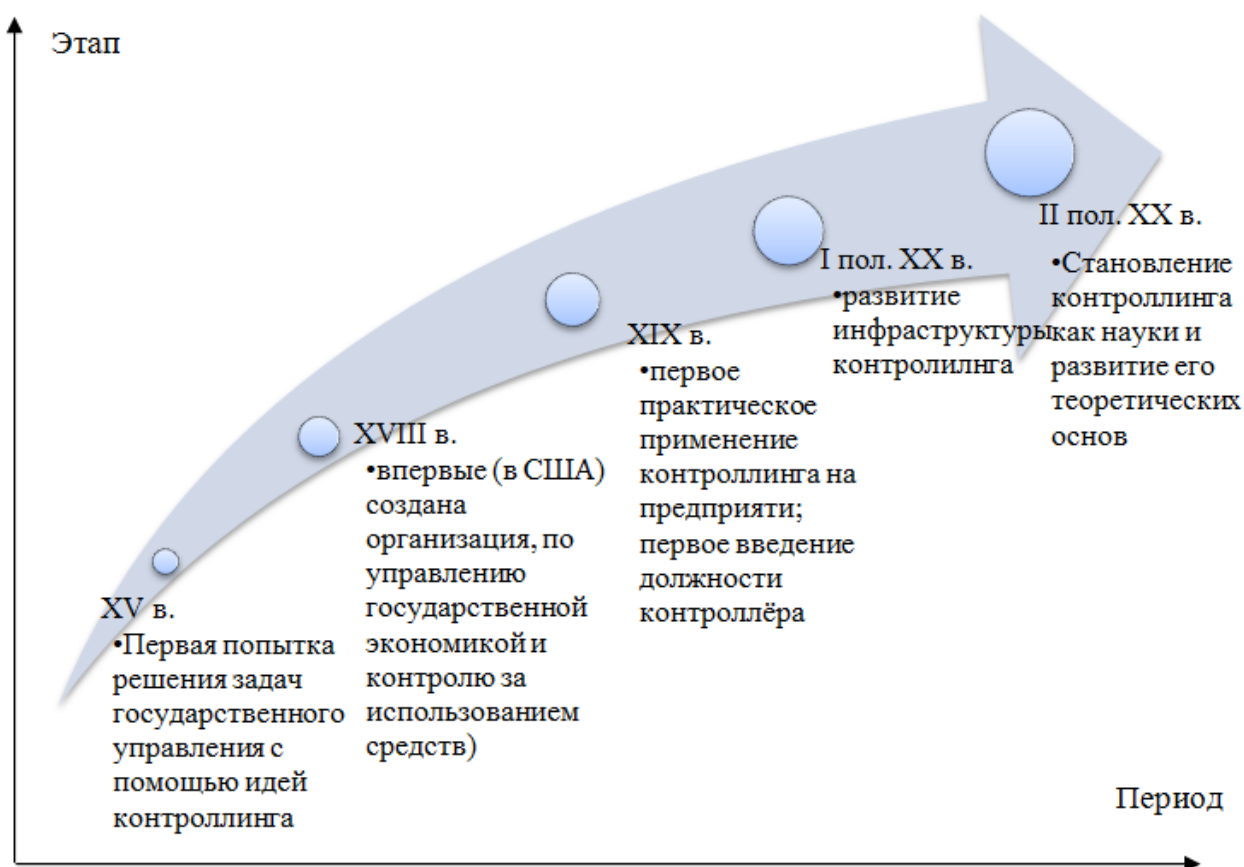 Этап
XV в.
•Первая попытка
решения задач
государственного
управления с
помощью идей
контроллинга
XVIII в.
•впервые (в США)
создана
организация, по
управлению
государственной
экономикой и
контролю за
использованием
средств)
XIX в.
•первое
практическое
применение
контроллинга на
предприяти;
первое введение
должности
контроллёра
I пол. XX в.
•развитие
инфраструктуры
контролилнга
II пол. XX в.
•Становление
контроллинга
как науки и
развитие его
теоретических
основ
Период